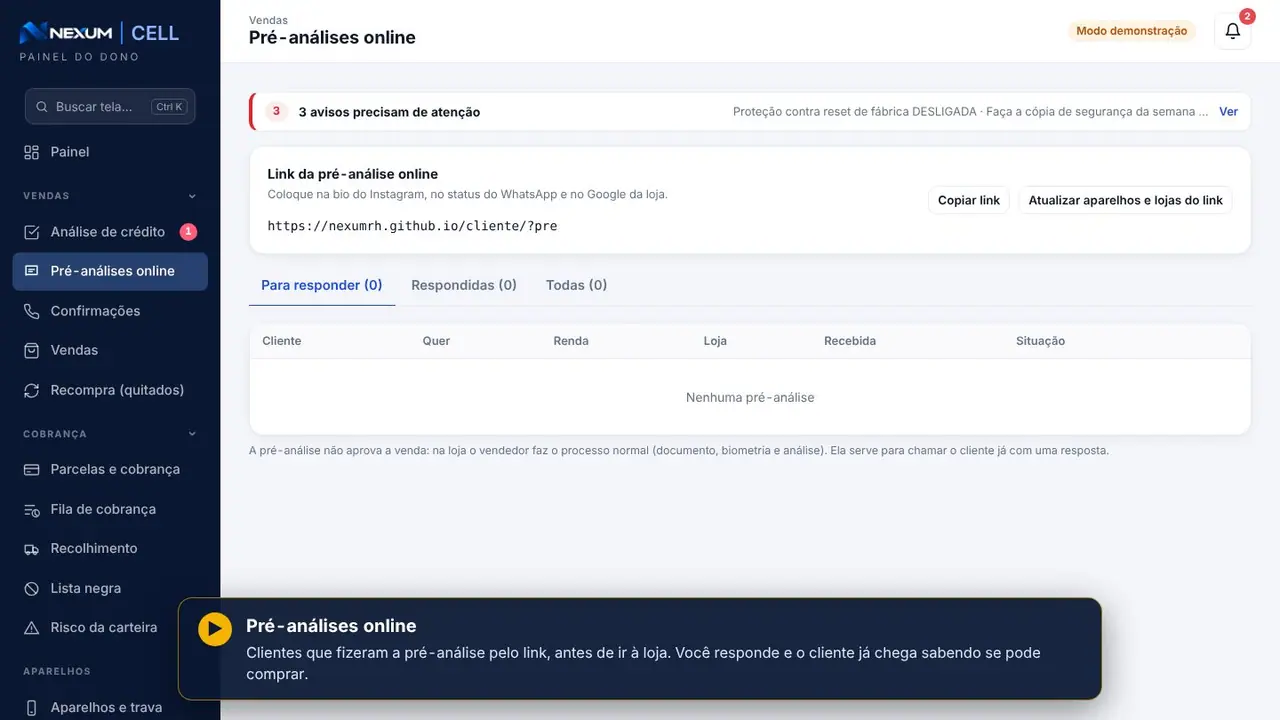 NEXUM | CELL
PAINEL DO DONO
Buscar tela... Ctrl K
Painel
VENDAS
Análise de crédito 1
Pré-análises online
Confirmações
Vendas
Recompra (quitados)
COBRANÇA
Parcelas e cobrança
Fila de cobrança
Recolhimento
Lista negra
Risco da carteira
APARELHOS
Aparelhos e trava
Vendas
Pré-análises online
Modo demonstração
2
3 3 avisos precisam de atenção
Proteção contra reset de fábrica DESLIGADA · Faça a cópia de segurança da semana ... Ver
Link da pré-análise online
Coloque na bio do Instagram, no status do WhatsApp e no Google da loja.
https://nexumrh.github.io/cliente/?pre
Copiar link
Atualizar aparelhos e lojas do link
Para responder (0) Respondidas (0) Todas (0)
Cliente Quer Renda Loja Recebida Situação
Nenhuma pré-análise
A pré-análise não aprova a venda: na loja o vendedor faz o processo normal (documento, biometria e análise). Ela serve para chamar o cliente já com uma resposta.
Pré-análises online
Clientes que fizeram a pré-análise pelo link, antes de ir à loja. Você responde e o cliente já chega sabendo se pode
comprar.